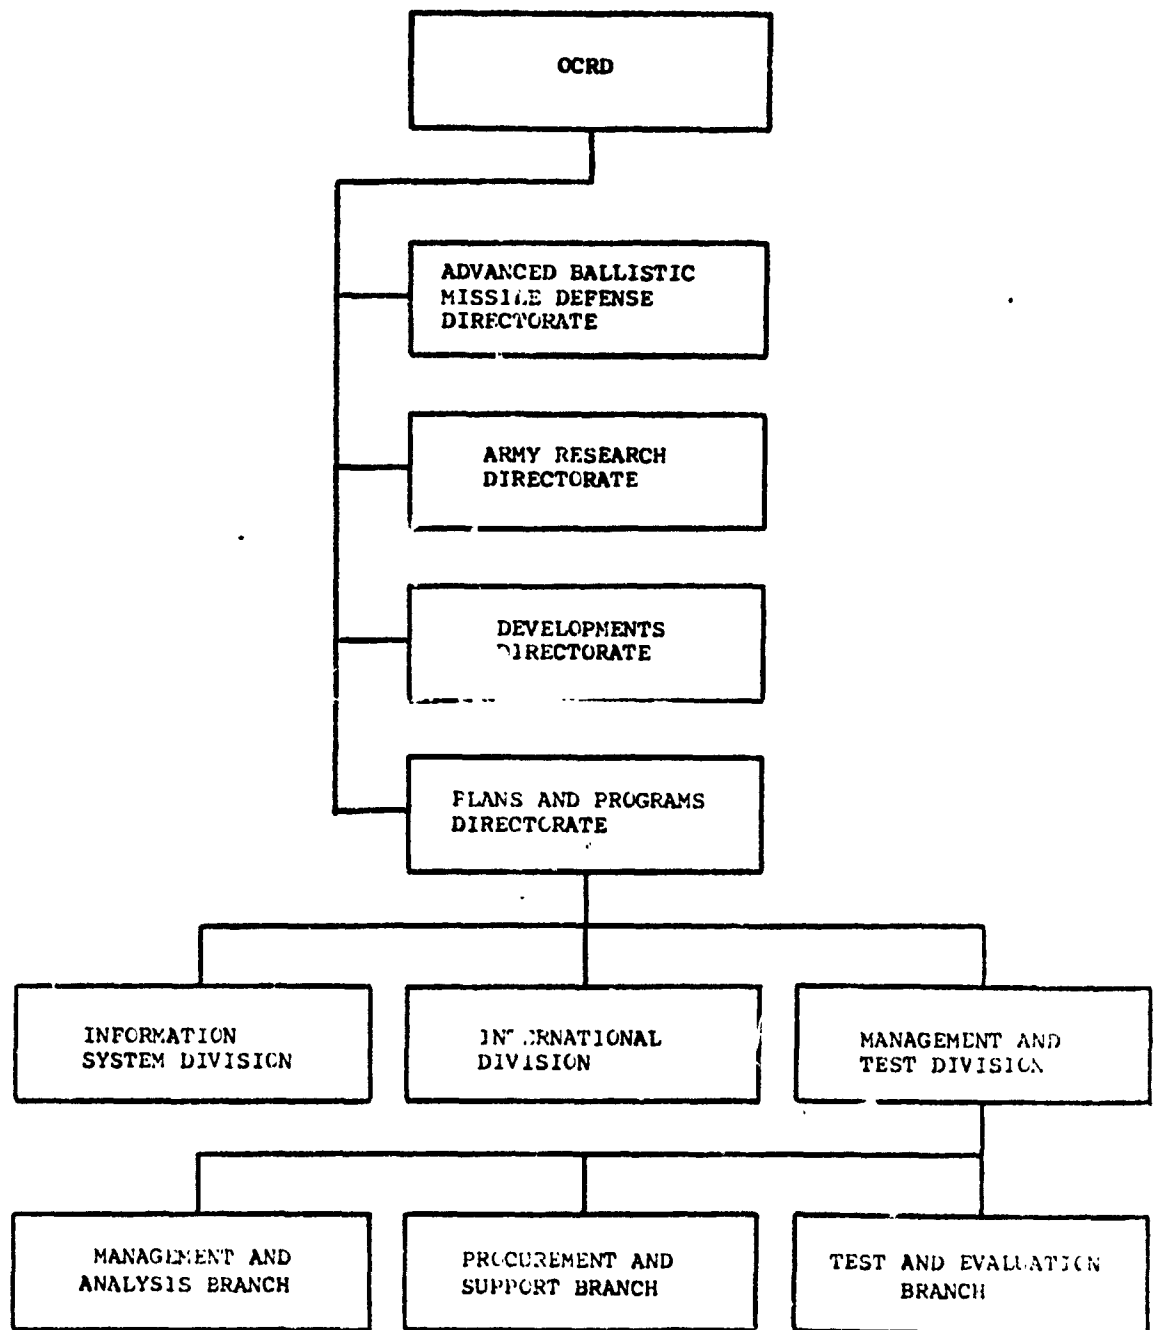 OCRD
ADVANCED BALLISTIC
MISSILE DEFENSE
DIRECTORATE
ARMY RESEARCH
DIRECTORATE
DEVELOPMENTS
DIRECTORATE
PLANS AND PROGRAMS
DIRECTORATE
INFORMATION
SYSTEM DIVISION
INTERNATIONAL
DIVISION
MANAGEMENT AND
TEST DIVISION
MANAGEMENT AND
ANALYSIS BRANCH
PROCUREMENT AND
SUPPORT BRANCH
TEST AND EVALUATION
BRANCH